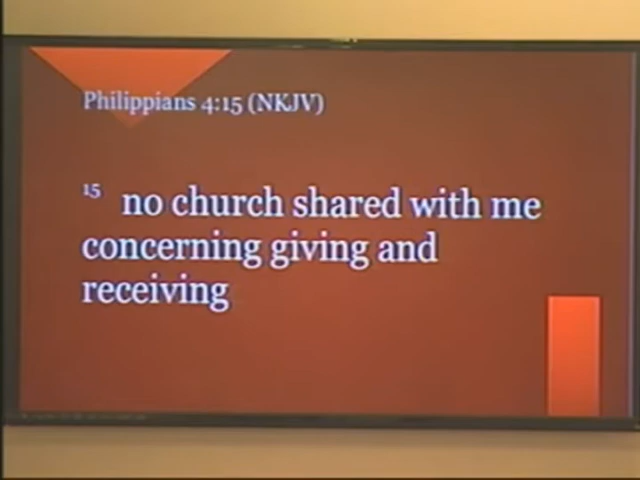 Philippians 4:15 (NKJV)
15 no church shared with me
concerning giving and
receiving